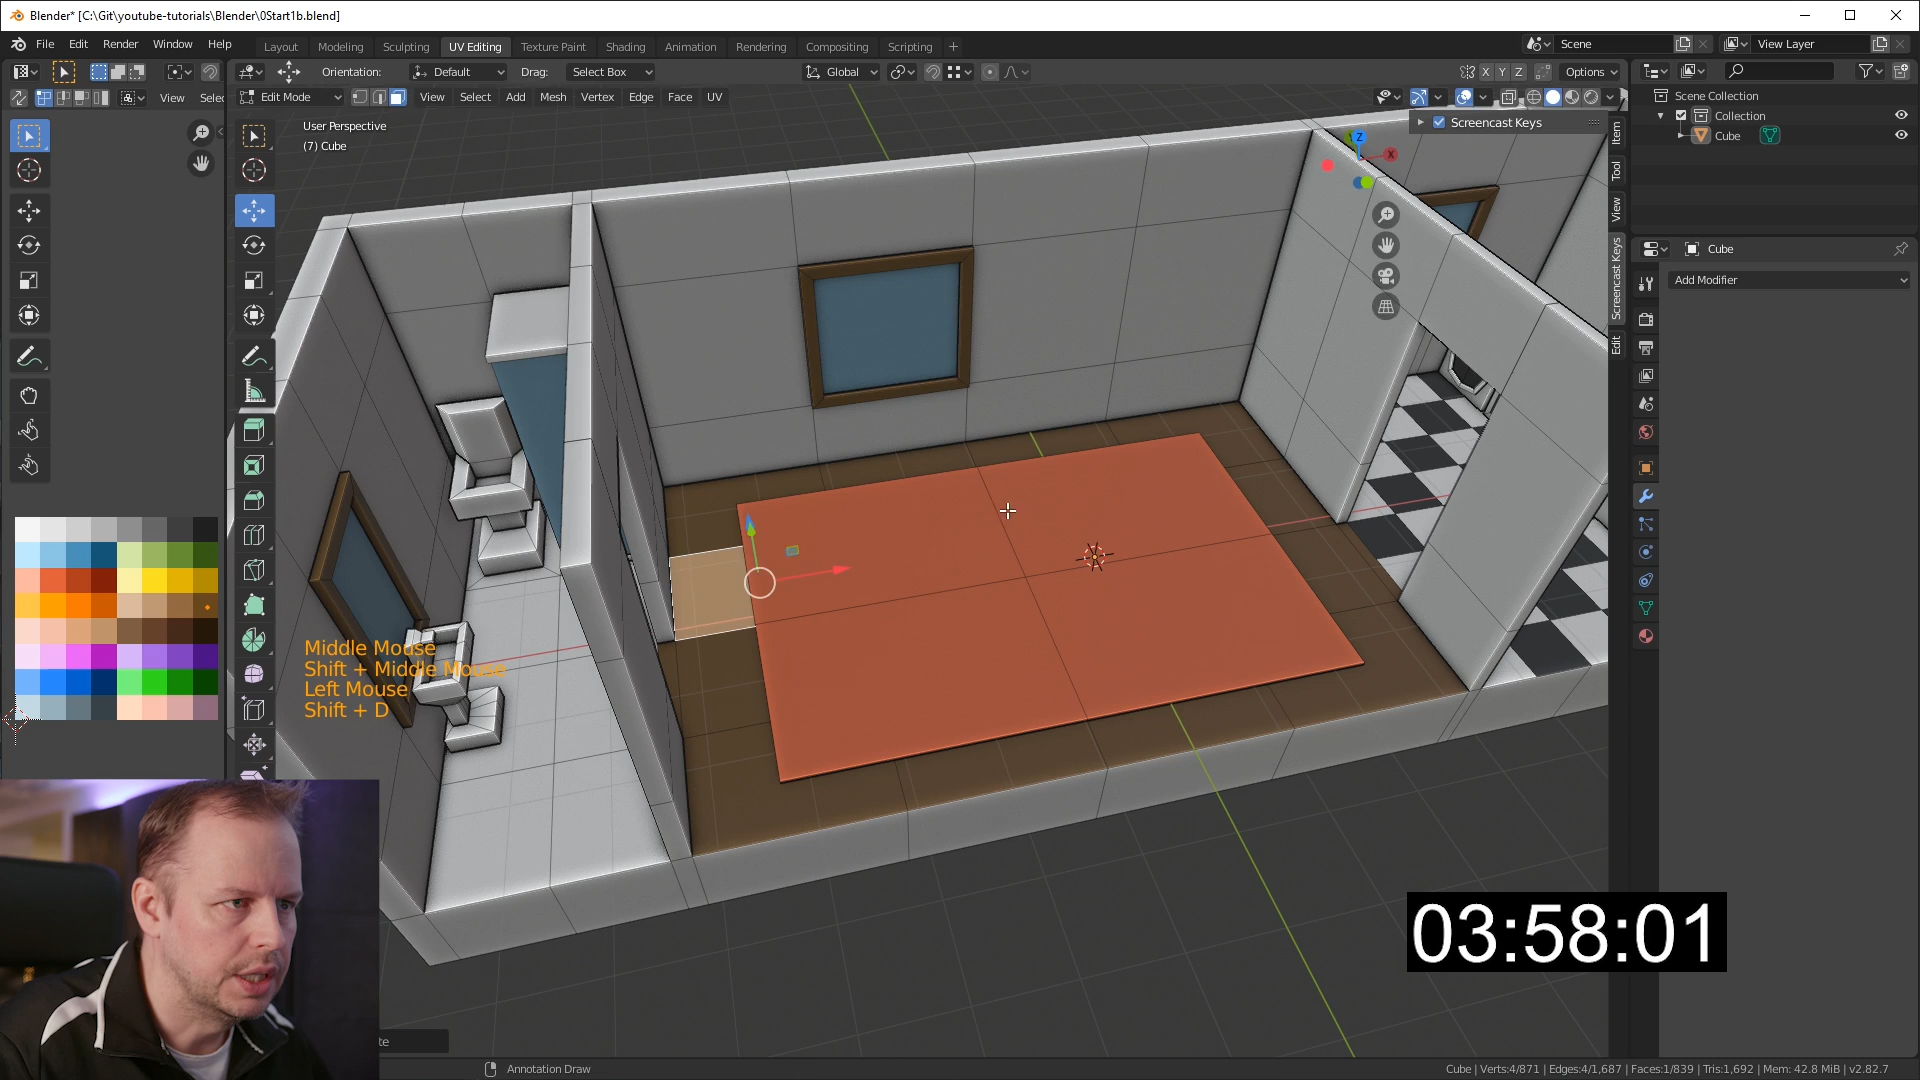 Blender* [C:\Git\youtube-tutorials\Blender\0Start1b.blend]
File Edit Render Window Help Layout Modeling Sculpting UV Editing Texture Paint Shading Animation Rendering Compositing Scripting + Scene View Layer
Orientation: Default Drag: Select Box Global X Y Z Options
View Selec Edit Mode View Select Add Mesh Vertex Edge Face UV
User Perspective
(7) Cube
Screencast Keys
Z
X
Item
Tool
View
Screencast Keys
Edit
Scene Collection
Collection
Cube
Cube
Add Modifier
Middle Mouse
Shift + Middle Mouse
Left Mouse
Shift + D
03:58:01
te
Annotation Draw
Cube | Verts:4/871 | Edges:4/1,687 | Faces:1/839 | Tris:1,692 | Mem: 42.8 MiB | v2.82.7